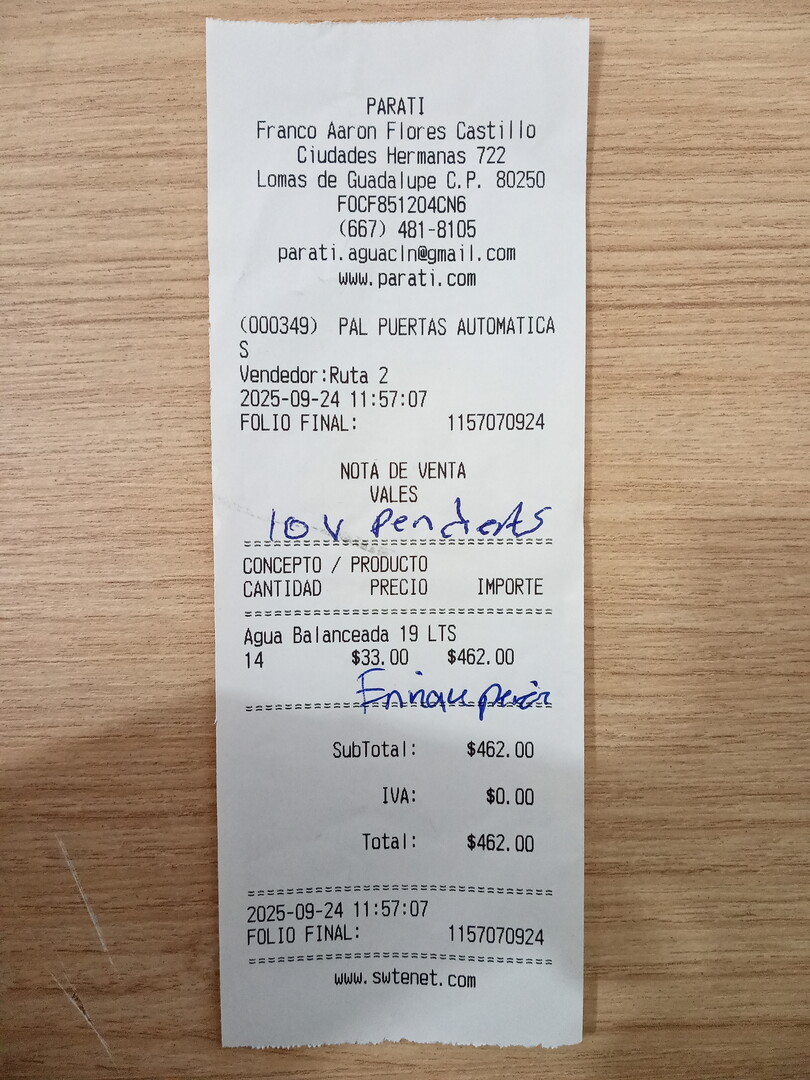 PARATI
Franco Aaron Flores Castillo
Ciudades Hermanas 722
Lomas de Guadalupe C.P. 80250
FOCF851204CN6
(667) 481-8105
parati.aguacln@gmail.com
www.parati.com
(000349) PAL PUERTAS AUTOMATICA
S
Vendedor:Ruta 2
2025-09-24 11:57:07
FOLIO FINAL: 1157070924
NOTA DE VENTA
VALES
10 V
==============================
CONCEPTO / PRODUCTO
CANTIDAD PRECIO IMPORTE
==============================
Agua Balanceada 19 LTS
14 $33.00 $462.00
==============================
SubTotal: $462.00
IVA: $0.00
Total: $462.00
==============================
2025-09-24 11:57:07
FOLIO FINAL: 1157070924
==============================
www.swtenet.com